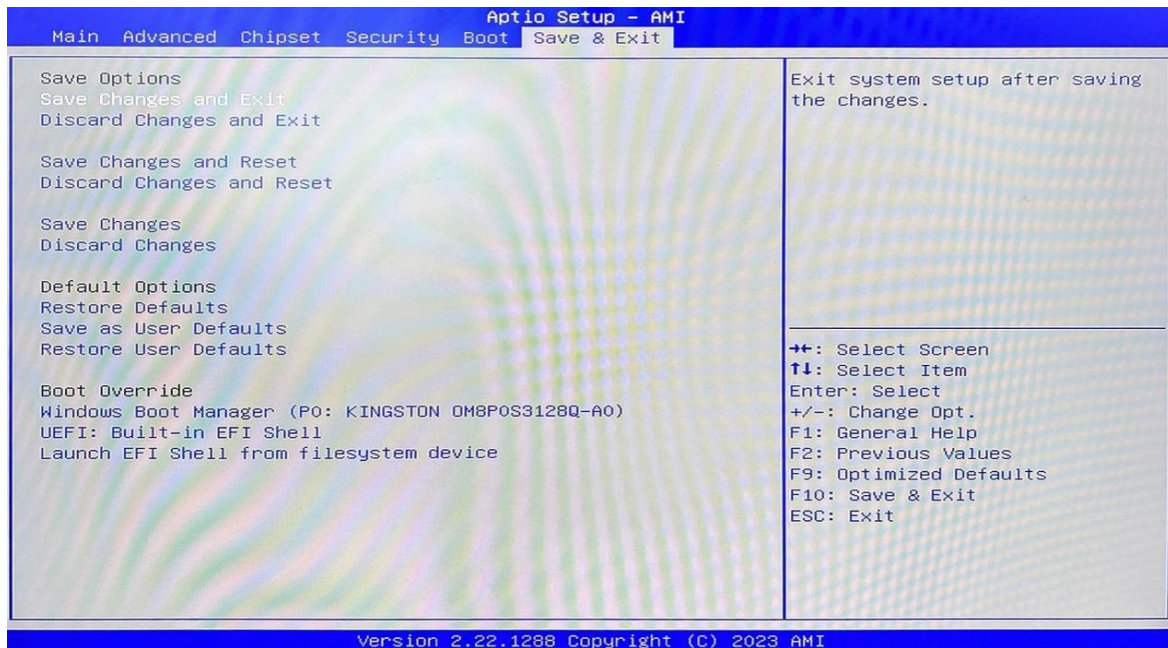 Aptio Setup – AMI
Main Advanced Chipset Security Boot Save & Exit
Save Options
Save Changes and Exit
Discard Changes and Exit
Save Changes and Reset
Discard Changes and Reset
Save Changes
Discard Changes
Default Options
Restore Defaults
Save as User Defaults
Restore User Defaults
Boot Override
Windows Boot Manager (P0: KINGSTON OM8P0S3128Q-A0)
UEFI: Built-in EFI Shell
Launch EFI Shell from filesystem device
Exit system setup after saving
the changes.
→←: Select Screen
↑↓: Select Item
Enter: Select
+/-: Change Opt.
F1: General Help
F2: Previous Values
F9: Optimized Defaults
F10: Save & Exit
ESC: Exit
Version 2.22.1288 Copyright (C) 2023 AMI